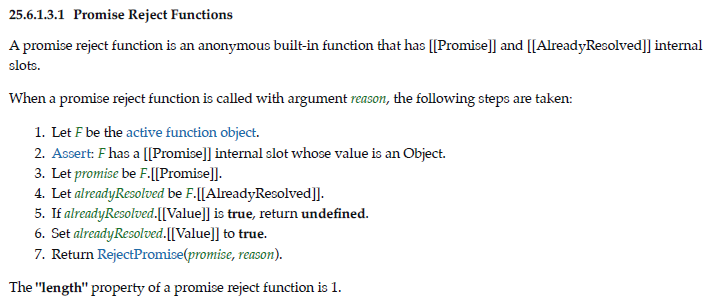 25.6.1.3.1 Promise Reject Functions
A promise reject function is an anonymous built-in function that has [[Promise]] and [[AlreadyResolved]] internal
slots.
When a promise reject function is called with argument reason, the following steps are taken:
1. Let F be the active function object.
2. Assert: F has a [[Promise]] internal slot whose value is an Object.
3. Let promise be F.[[Promise]].
4. Let alreadyResolved be F.[[AlreadyResolved]].
5. If alreadyResolved.[[Value]] is true, return undefined.
6. Set alreadyResolved.[[Value]] to true.
7. Return RejectPromise(promise, reason).
The "length" property of a promise reject function is 1.